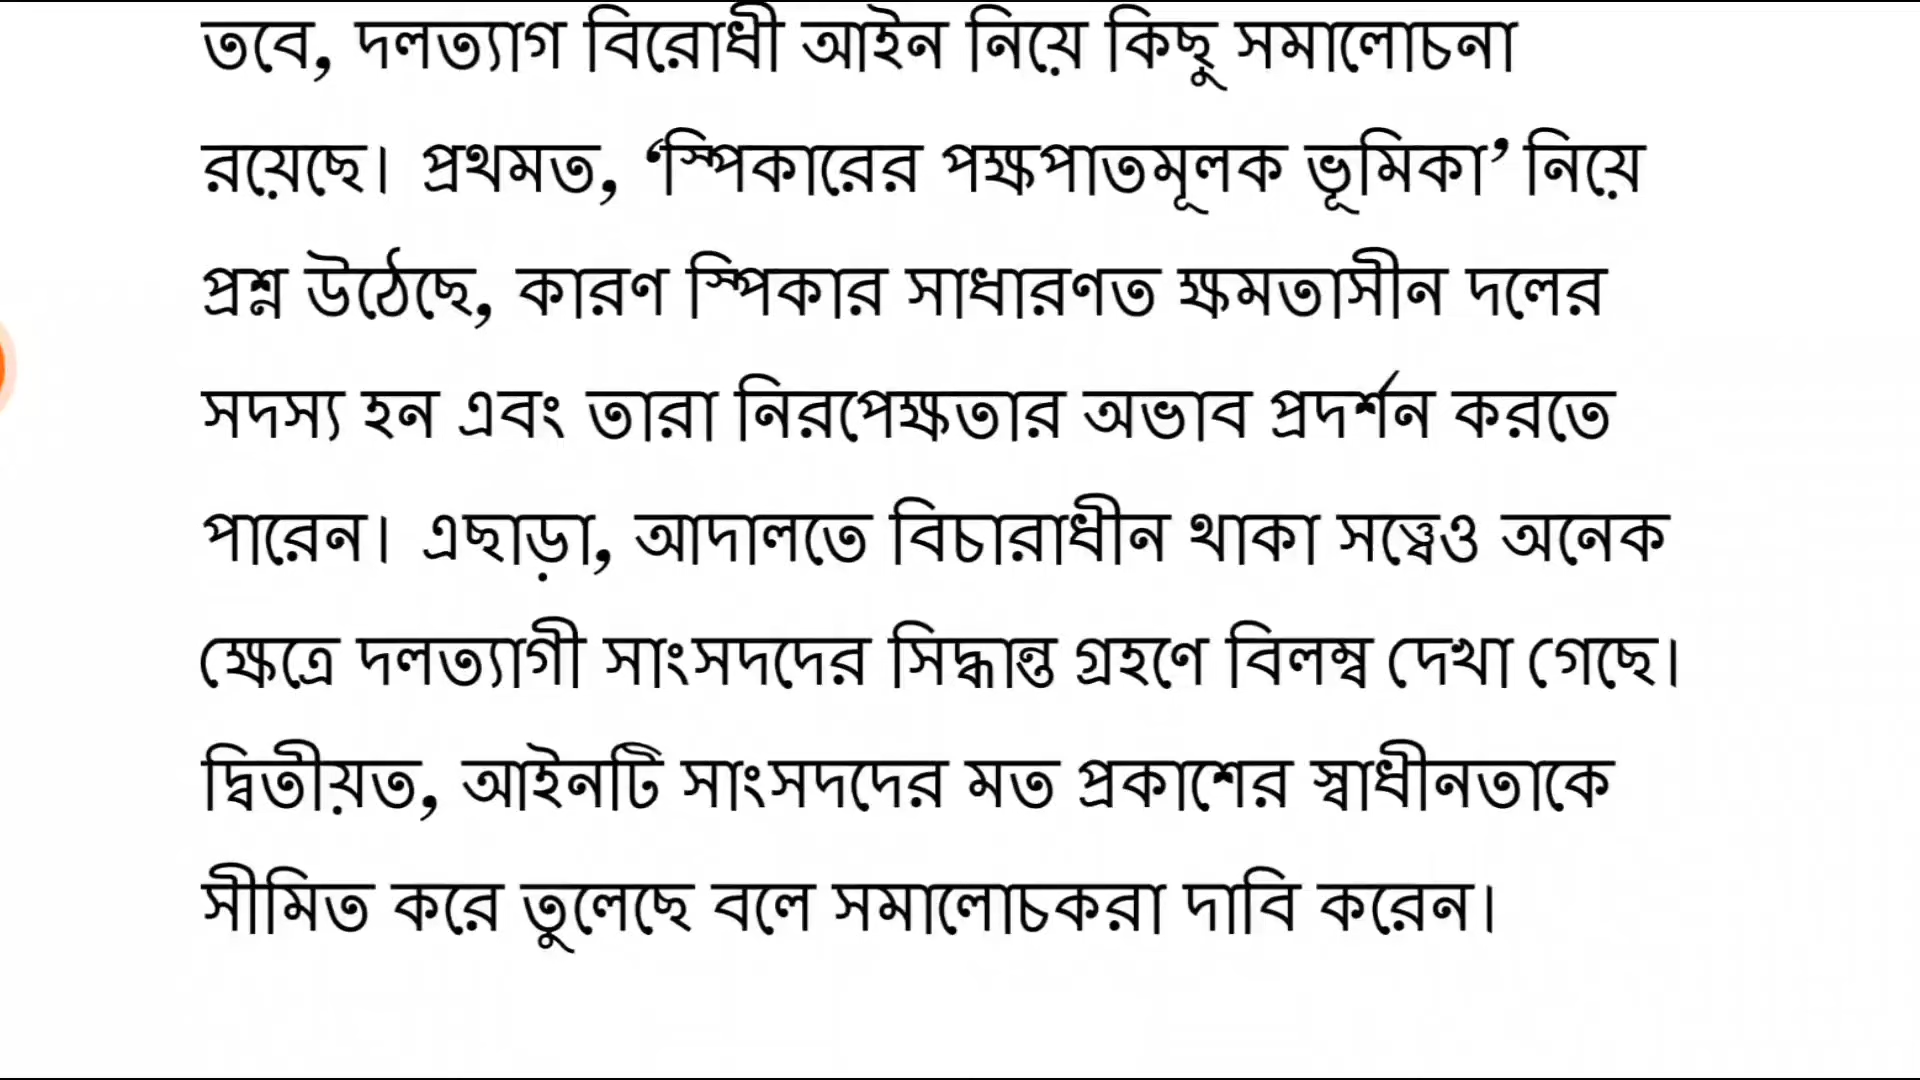 তবে, দলত্যাগ বিরোধী আইন নিয়ে কিছু সমালোচনা
রয়েছে। প্রথমত, ‘স্পিকারের পক্ষপাতমূলক ভূমিকা’ নিয়ে
প্রশ্ন উঠেছে, কারণ স্পিকার সাধারণত ক্ষমতাসীন দলের
সদস্য হন এবং তারা নিরপেক্ষতার অভাব প্রদর্শন করতে
পারেন। এছাড়া, আদালতে বিচারাধীন থাকা সত্ত্বেও অনেক
ক্ষেত্রে দলত্যাগী সাংসদদের সিদ্ধান্ত গ্রহণে বিলম্ব দেখা গেছে।
দ্বিতীয়ত, আইনটি সাংসদদের মত প্রকাশের স্বাধীনতাকে
সীমিত করে তুলেছে বলে সমালোচকরা দাবি করেন।